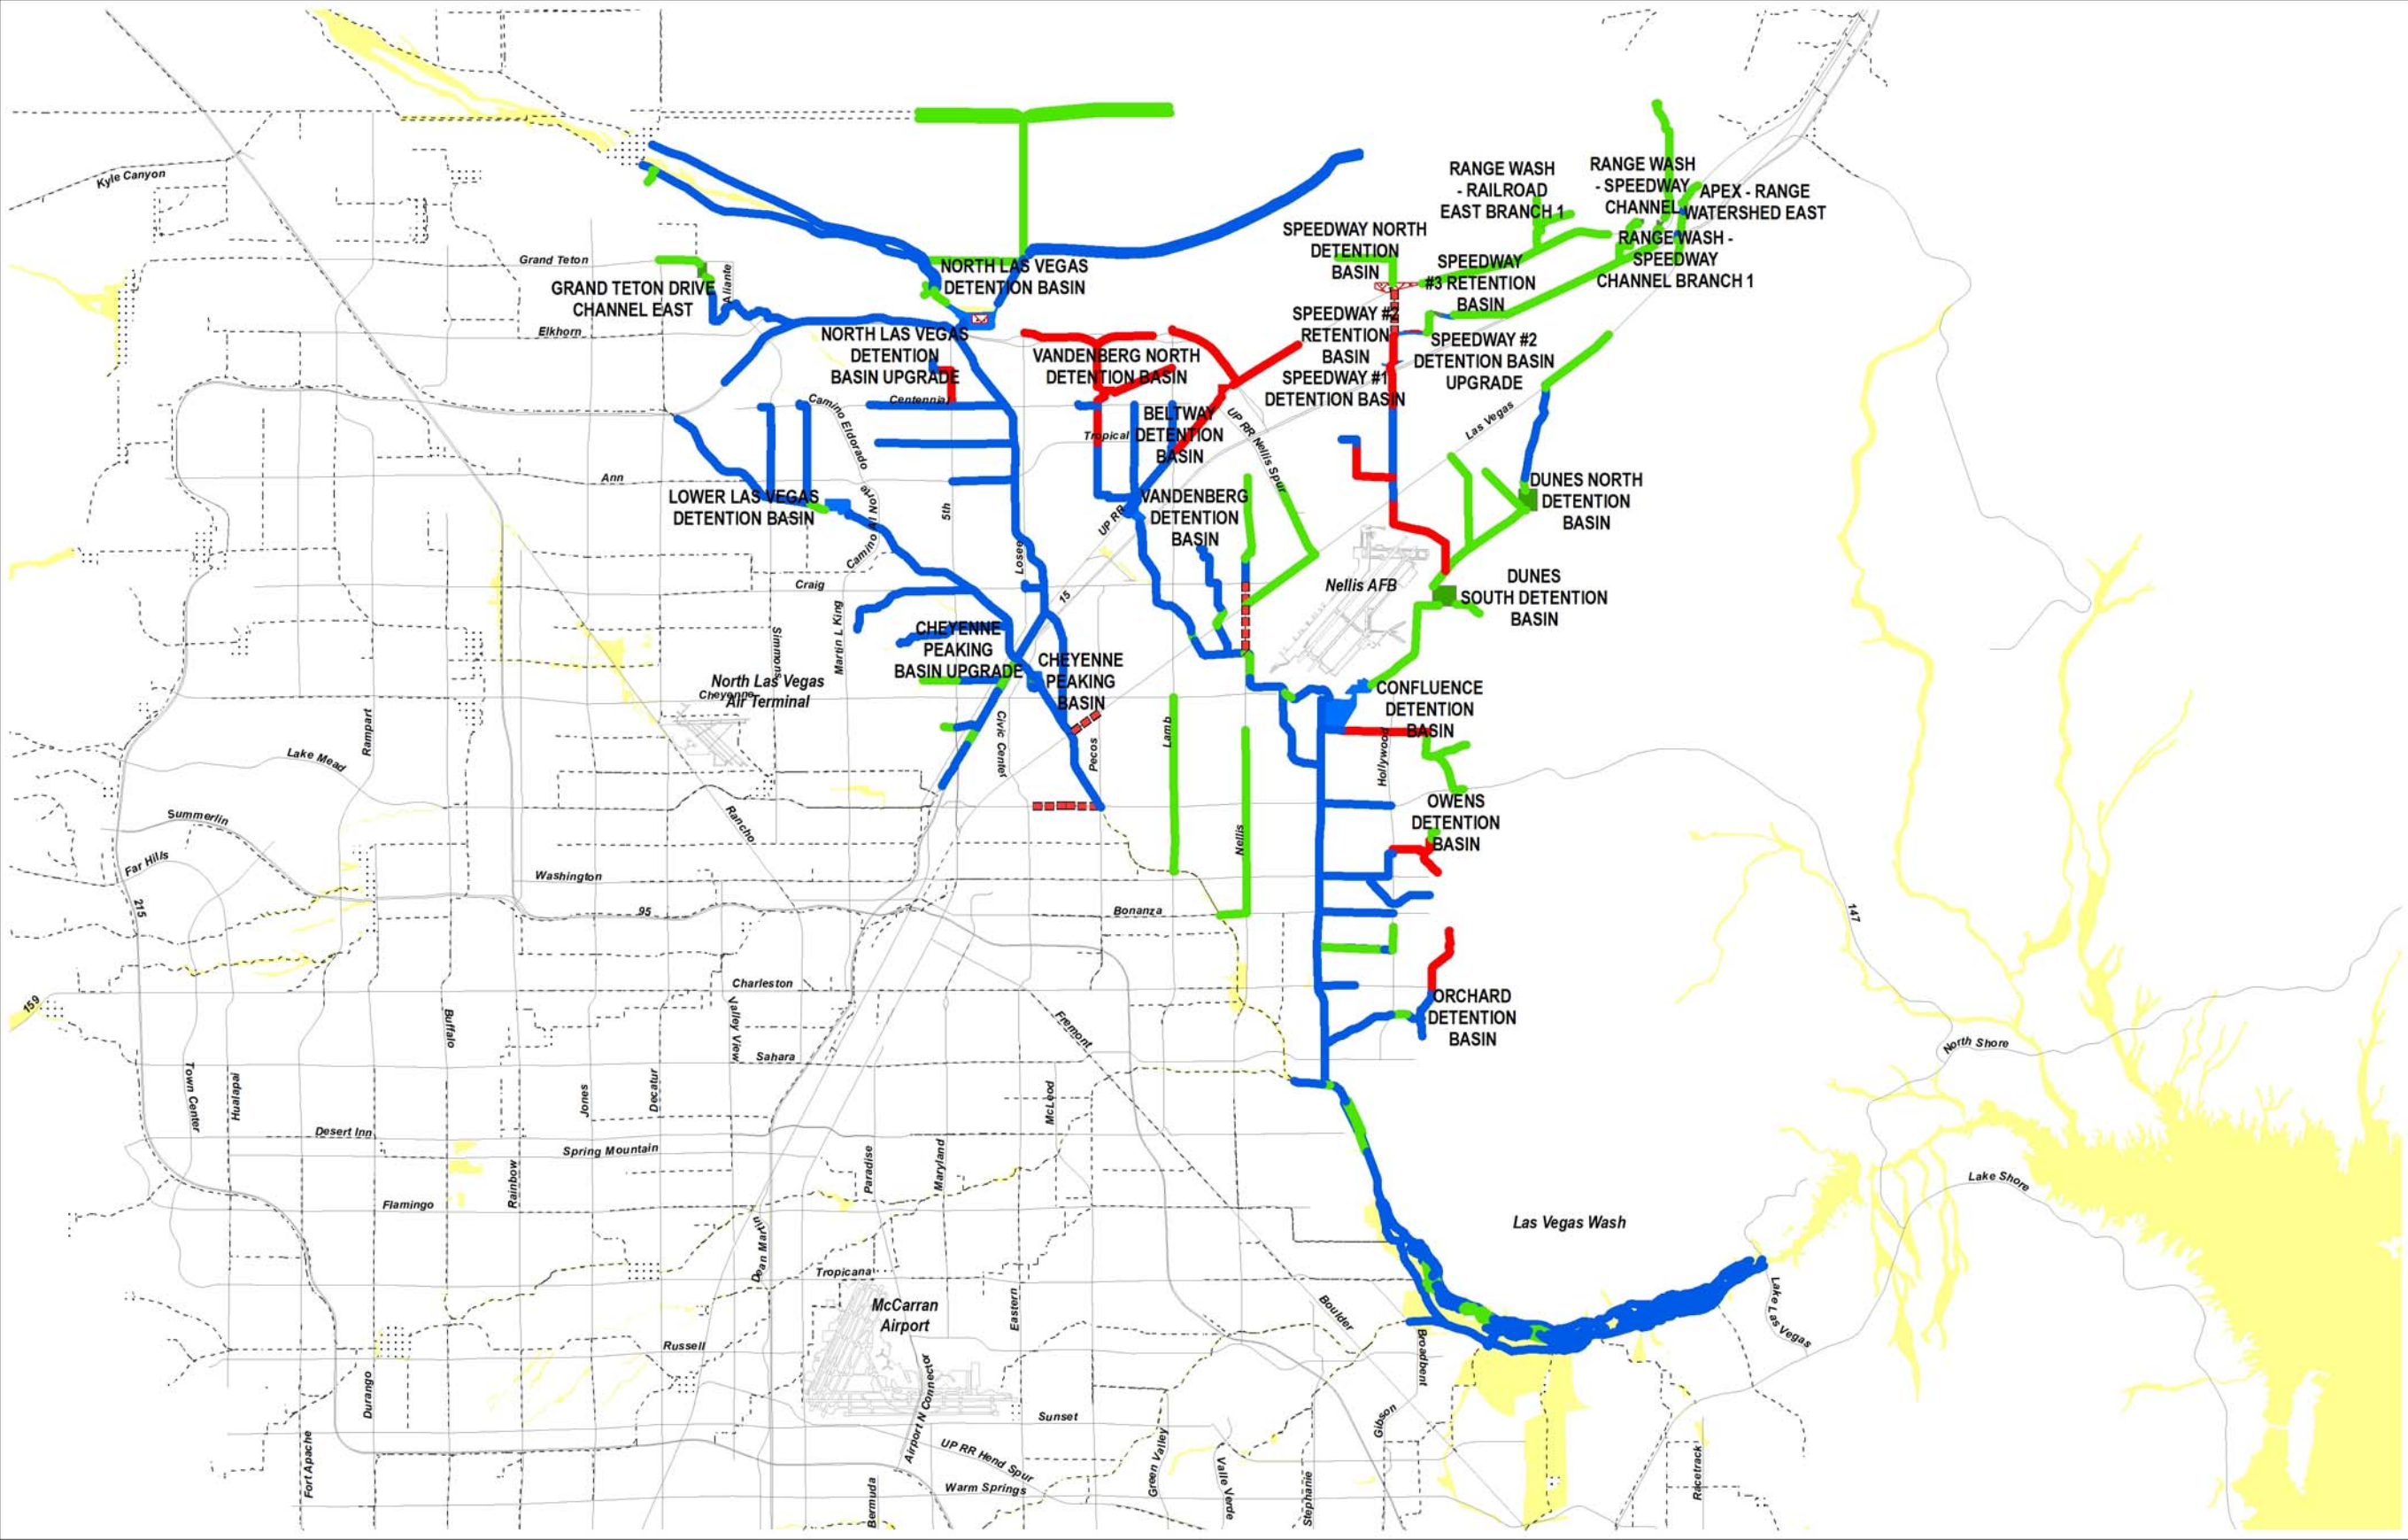 Kyle Canyon
RANGE WASH
- RAILROAD
EAST BRANCH 1
RANGE WASH
- SPEEDWAY
CHANNEL
APEX - RANGE
WATERSHED EAST
SPEEDWAY NORTH
DETENTION
BASIN
RANGE WASH -
SPEEDWAY
CHANNEL BRANCH 1
SPEEDWAY
#3 RETENTION
BASIN
Grand Teton
GRAND TETON DRIVE
CHANNEL EAST
Aliante
NORTH LAS VEGAS
DETENTION BASIN
SPEEDWAY #2
RETENTION
BASIN
SPEEDWAY #1
DETENTION BASIN
SPEEDWAY #2
DETENTION BASIN
UPGRADE
Elkhorn
NORTH LAS VEGAS
DETENTION
BASIN UPGRADE
VANDENBERG NORTH
DETENTION BASIN
Centennial
Camino Eldorado
Tropical
BELTWAY
DETENTION
BASIN
UP RR Nellis Spur
Las Vegas
Ann
LOWER LAS VEGAS
DETENTION BASIN
Camino Al Norte
5th
Losee
UP RR
VANDENBERG
DETENTION
BASIN
DUNES NORTH
DETENTION
BASIN
Craig
15
Nellis AFB
DUNES
SOUTH DETENTION
BASIN
Simmons
Martin L King
CHEYENNE
PEAKING
BASIN UPGRADE
CHEYENNE
PEAKING
BASIN
North Las Vegas
Air Terminal
Cheyenne
CONFLUENCE
DETENTION
BASIN
Rampart
Lake Mead
Civic Center
Pecos
Lamb
Hollywood
Summerlin
Rancho
Nellis
OWENS
DETENTION
BASIN
Far Hills
Washington
215
95
Bonanza
147
159
Charleston
Valley View
Buffalo
Fremont
ORCHARD
DETENTION
BASIN
Sahara
North Shore
Town Center
Hualapai
Jones
Decatur
McLeod
Desert Inn
Spring Mountain
Rainbow
Paradise
Maryland
Lake Shore
Flamingo
Dean Martin
Las Vegas Wash
Tropicana
McCarran
Airport
Eastern
Boulder
Lake Las Vegas
Russell
Broadbent
Durango
Airport N Connector
Sunset
Gibson
Fort Apache
UP RR Hend Spur
Green Valley
Valle Verde
Stephanie
Racetrack
Bermuda
Warm Springs